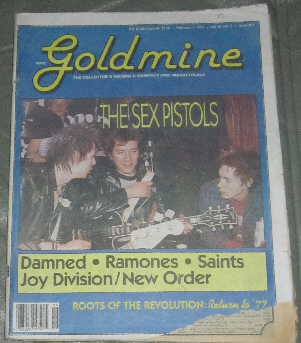 Goldmine
THE COLLECTOR'S RECORD & COMPACT DISC MARKETPLACE
THE SEX PISTOLS
Damned • Ramones • Saints
Joy Division/New Order
ROOTS OF THE REVOLUTION: Return to '77